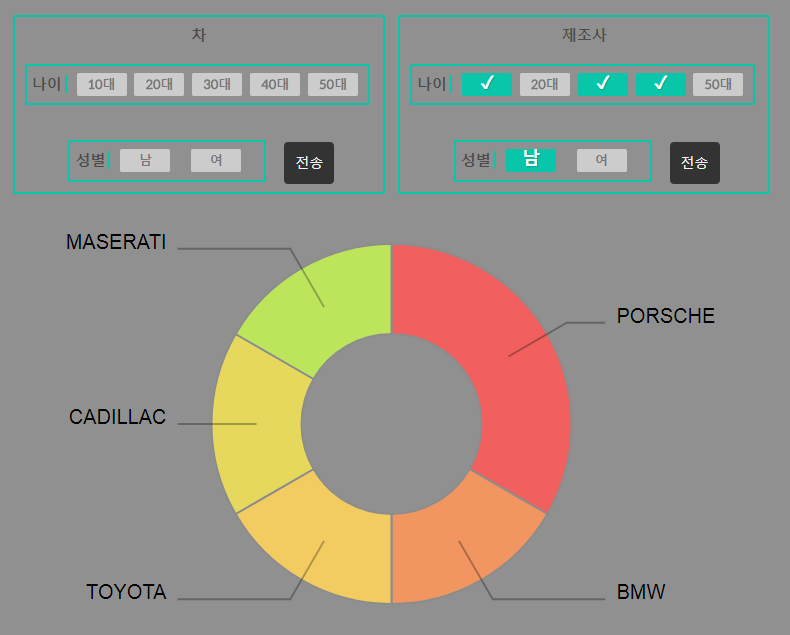 차
나이 10대 20대 30대 40대 50대
성별 남 여 전송
제조사
나이 ✓ 20대 ✓ ✓ 50대
성별 남 여 전송
MASERATI
PORSCHE
CADILLAC
TOYOTA
BMW